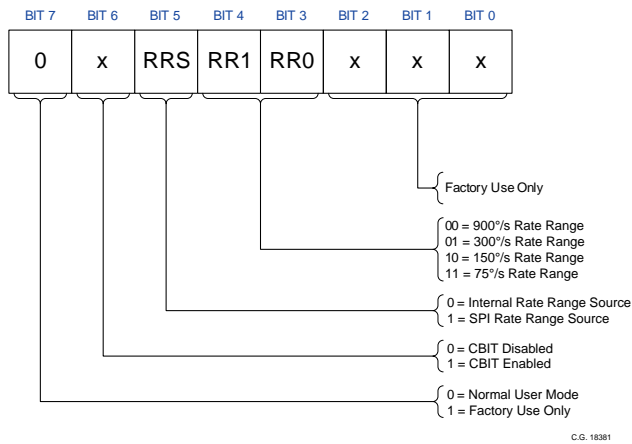 BIT 7 BIT 6 BIT 5 BIT 4 BIT 3 BIT 2 BIT 1 BIT 0
0 x RRS RR1 RR0 x x x
Factory Use Only
00 = 900°/s Rate Range
01 = 300°/s Rate Range
10 = 150°/s Rate Range
11 = 75°/s Rate Range
0 = Internal Rate Range Source
1 = SPI Rate Range Source
0 = CBIT Disabled
1 = CBIT Enabled
0 = Normal User Mode
1 = Factory Use Only
C.G. 18381